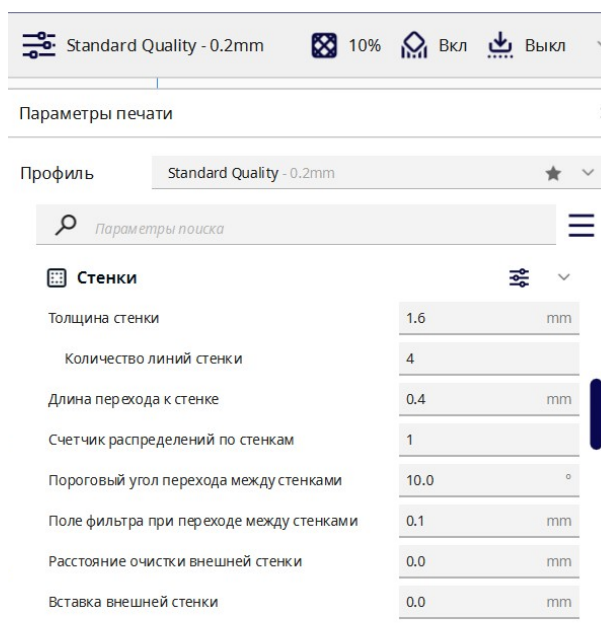 Standard Quality - 0.2mm 10% Вкл Выкл
Параметры печати
Профиль Standard Quality - 0.2mm
Параметры поиска
Стенки
Толщина стенки 1.6 mm
Количество линий стенки 4
Длина перехода к стенке 0.4 mm
Счетчик распределений по стенкам 1
Пороговый угол перехода между стенками 10.0 °
Поле фильтра при переходе между стенками 0.1 mm
Расстояние очистки внешней стенки 0.0 mm
Вставка внешней стенки 0.0 mm